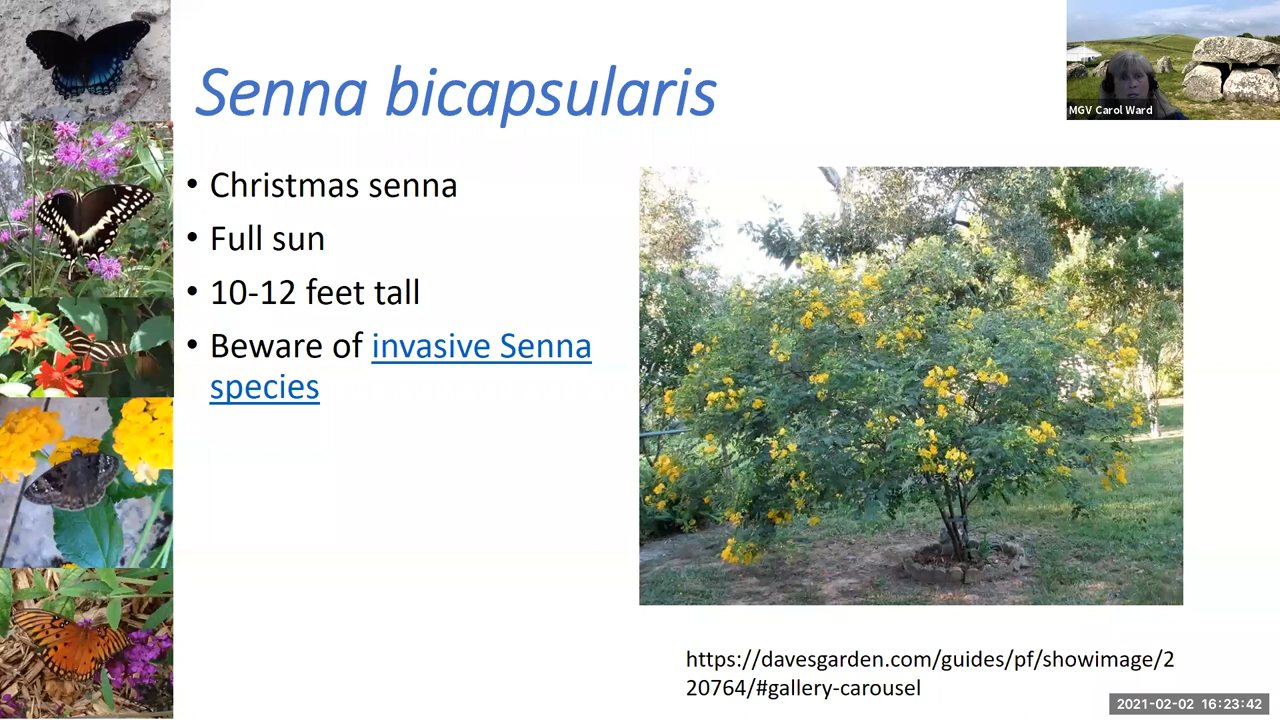 Senna bicapsularis
MGV Carol Ward
• Christmas senna
• Full sun
• 10-12 feet tall
• Beware of invasive Senna
species
https://davesgarden.com/guides/pf/showimage/2
20764/#gallery-carousel
2021-02-02 16:23:42